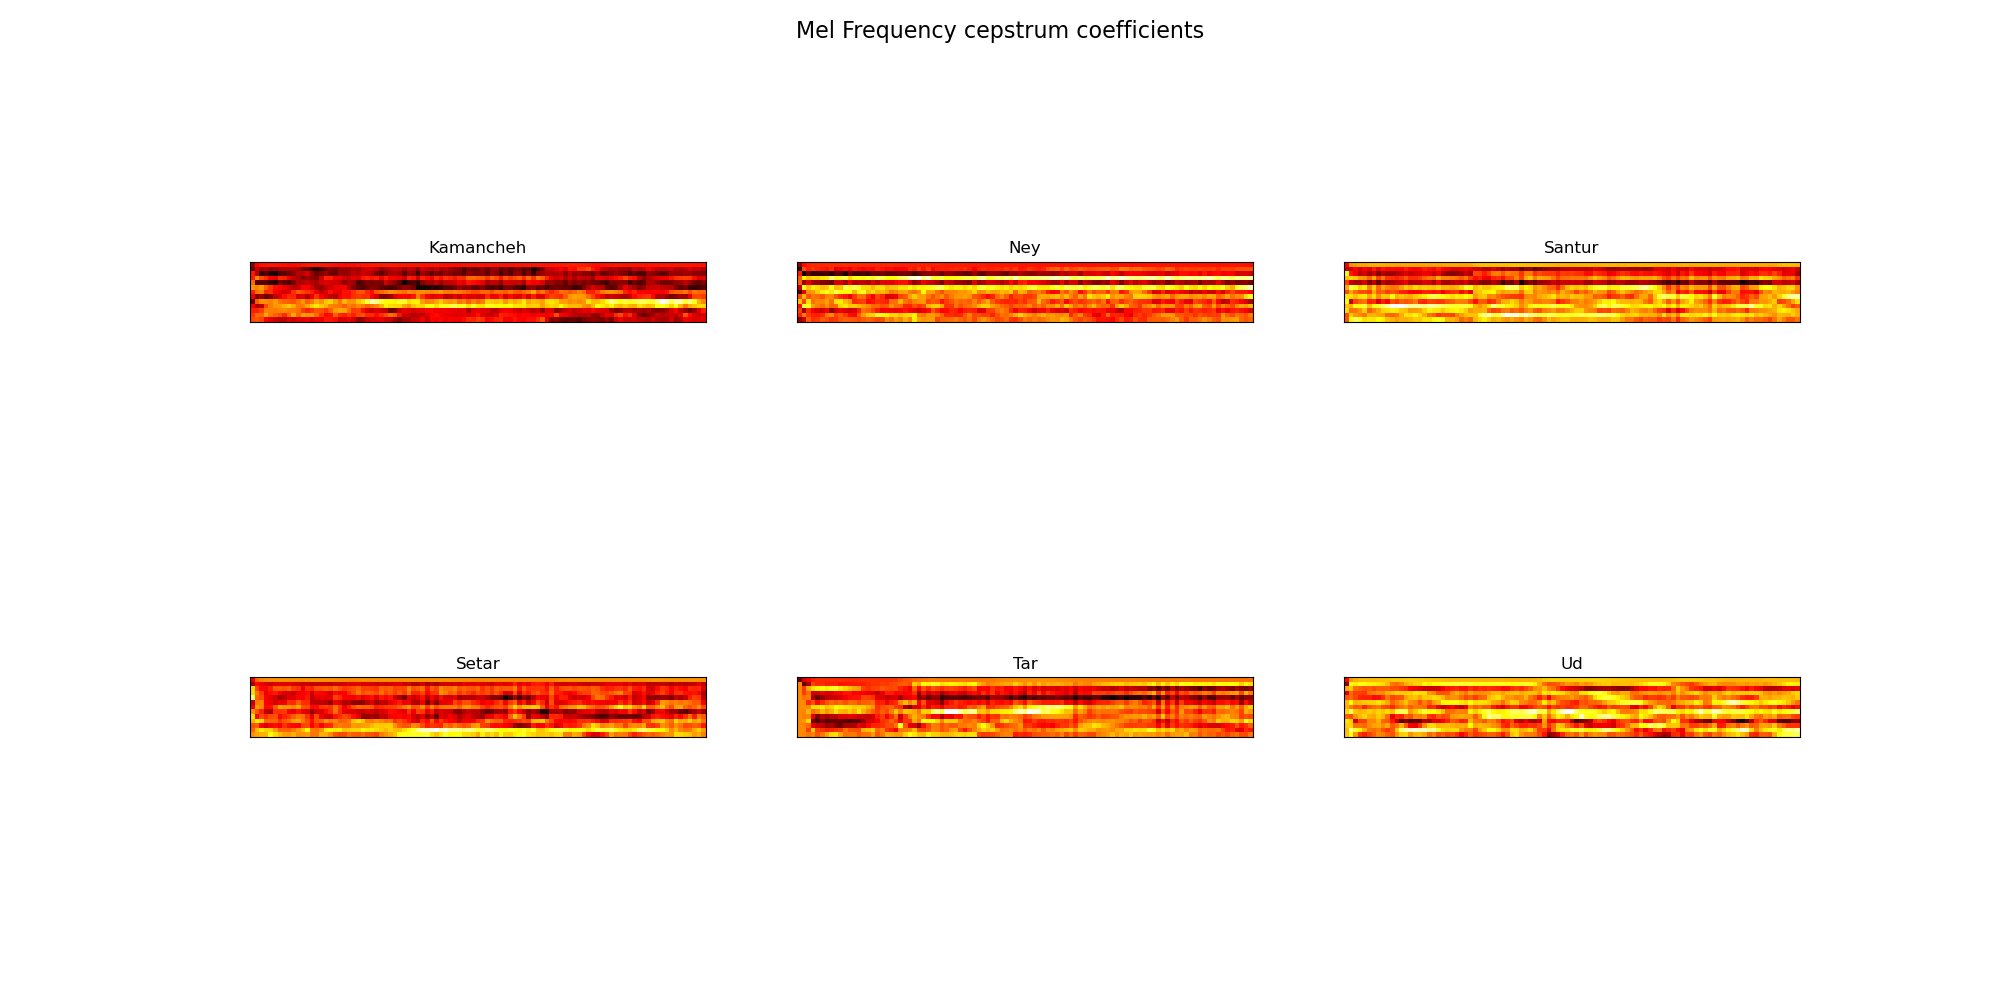 Mel Frequency cepstrum coefficients
Kamancheh
Ney
Santur
Setar
Tar
Ud